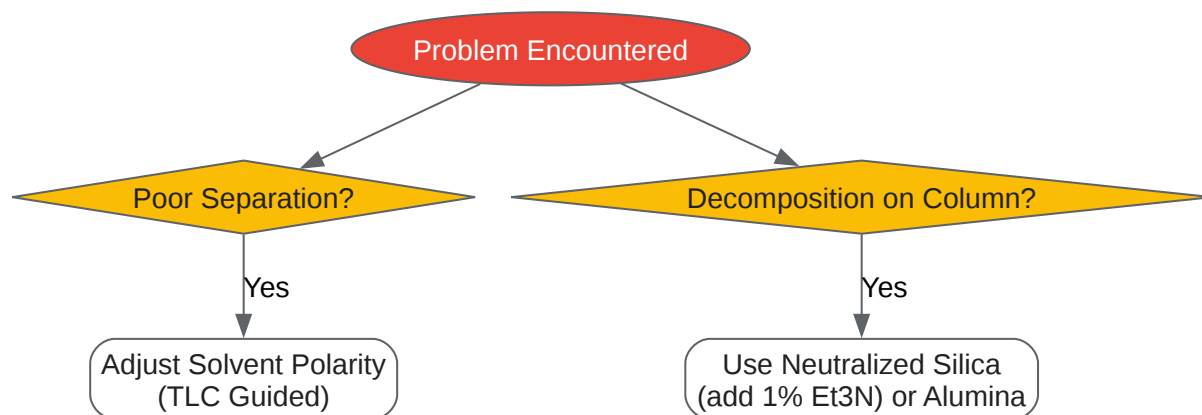 Problem Encountered
Poor Separation?
Decomposition on Column?
Yes
Yes
Adjust Solvent Polarity
(TLC Guided)
Use Neutralized Silica
(add 1% Et3N) or Alumina